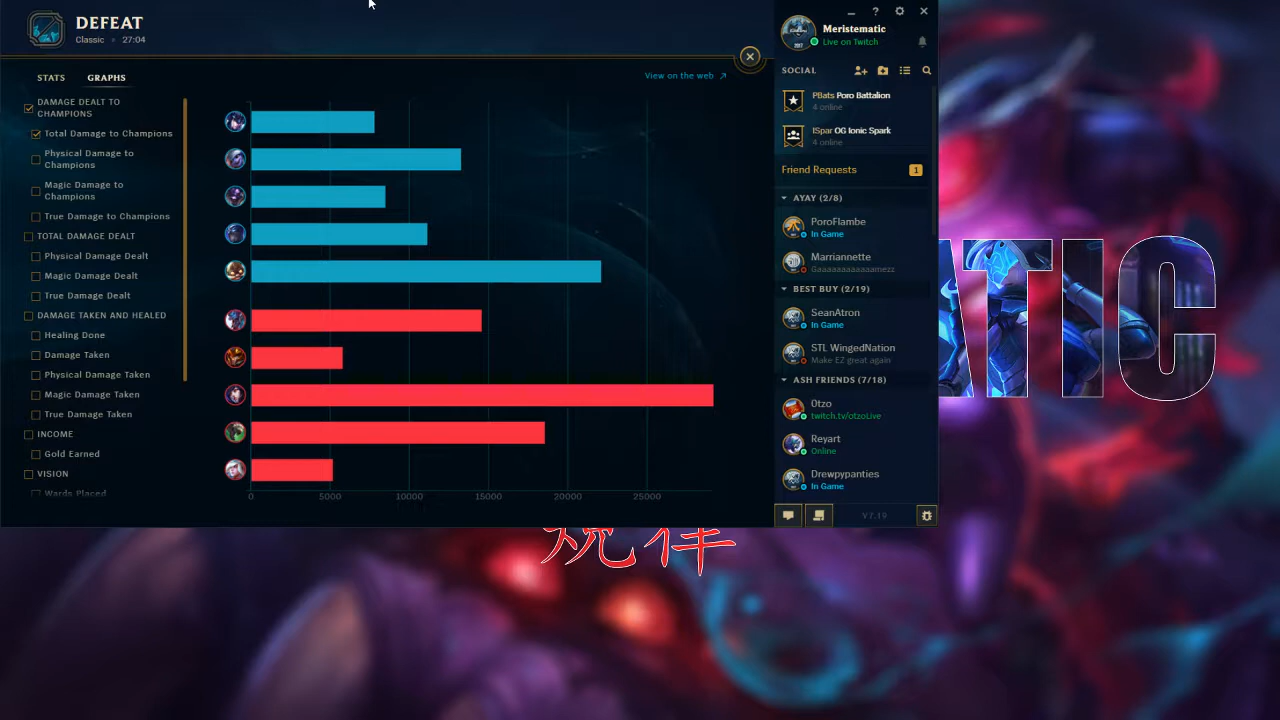 DEFEAT
Classic • 27:04
STATS
GRAPHS
View on the web
DAMAGE DEALT TO
CHAMPIONS
Total Damage to Champions
Physical Damage to
Champions
Magic Damage to
Champions
True Damage to Champions
TOTAL DAMAGE DEALT
Physical Damage Dealt
Magic Damage Dealt
True Damage Dealt
DAMAGE TAKEN AND HEALED
Healing Done
Damage Taken
Physical Damage Taken
Magic Damage Taken
True Damage Taken
INCOME
Gold Earned
VISION
Wards Placed
0
5000
10000
15000
20000
25000
?
Meristematic
Live on Twitch
SOCIAL
PBats Poro Battalion
4 online
ISpar OG Ionic Spark
4 online
Friend Requests
1
AYAY (2/8)
PoroFlambe
In Game
Marriannette
Gaaaaaaaaaaamezz
BEST BUY (2/19)
SeanAtron
In Game
STL WingedNation
Make EZ great again
ASH FRIENDS (7/18)
Otzo
twitch.tv/otzoLive
Reyart
Online
Drewpypanties
In Game
V7.19
ATIC